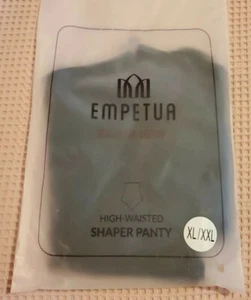 EMPETUA
HIGH-WAISTED
SHAPER PANTY
XL/XXL